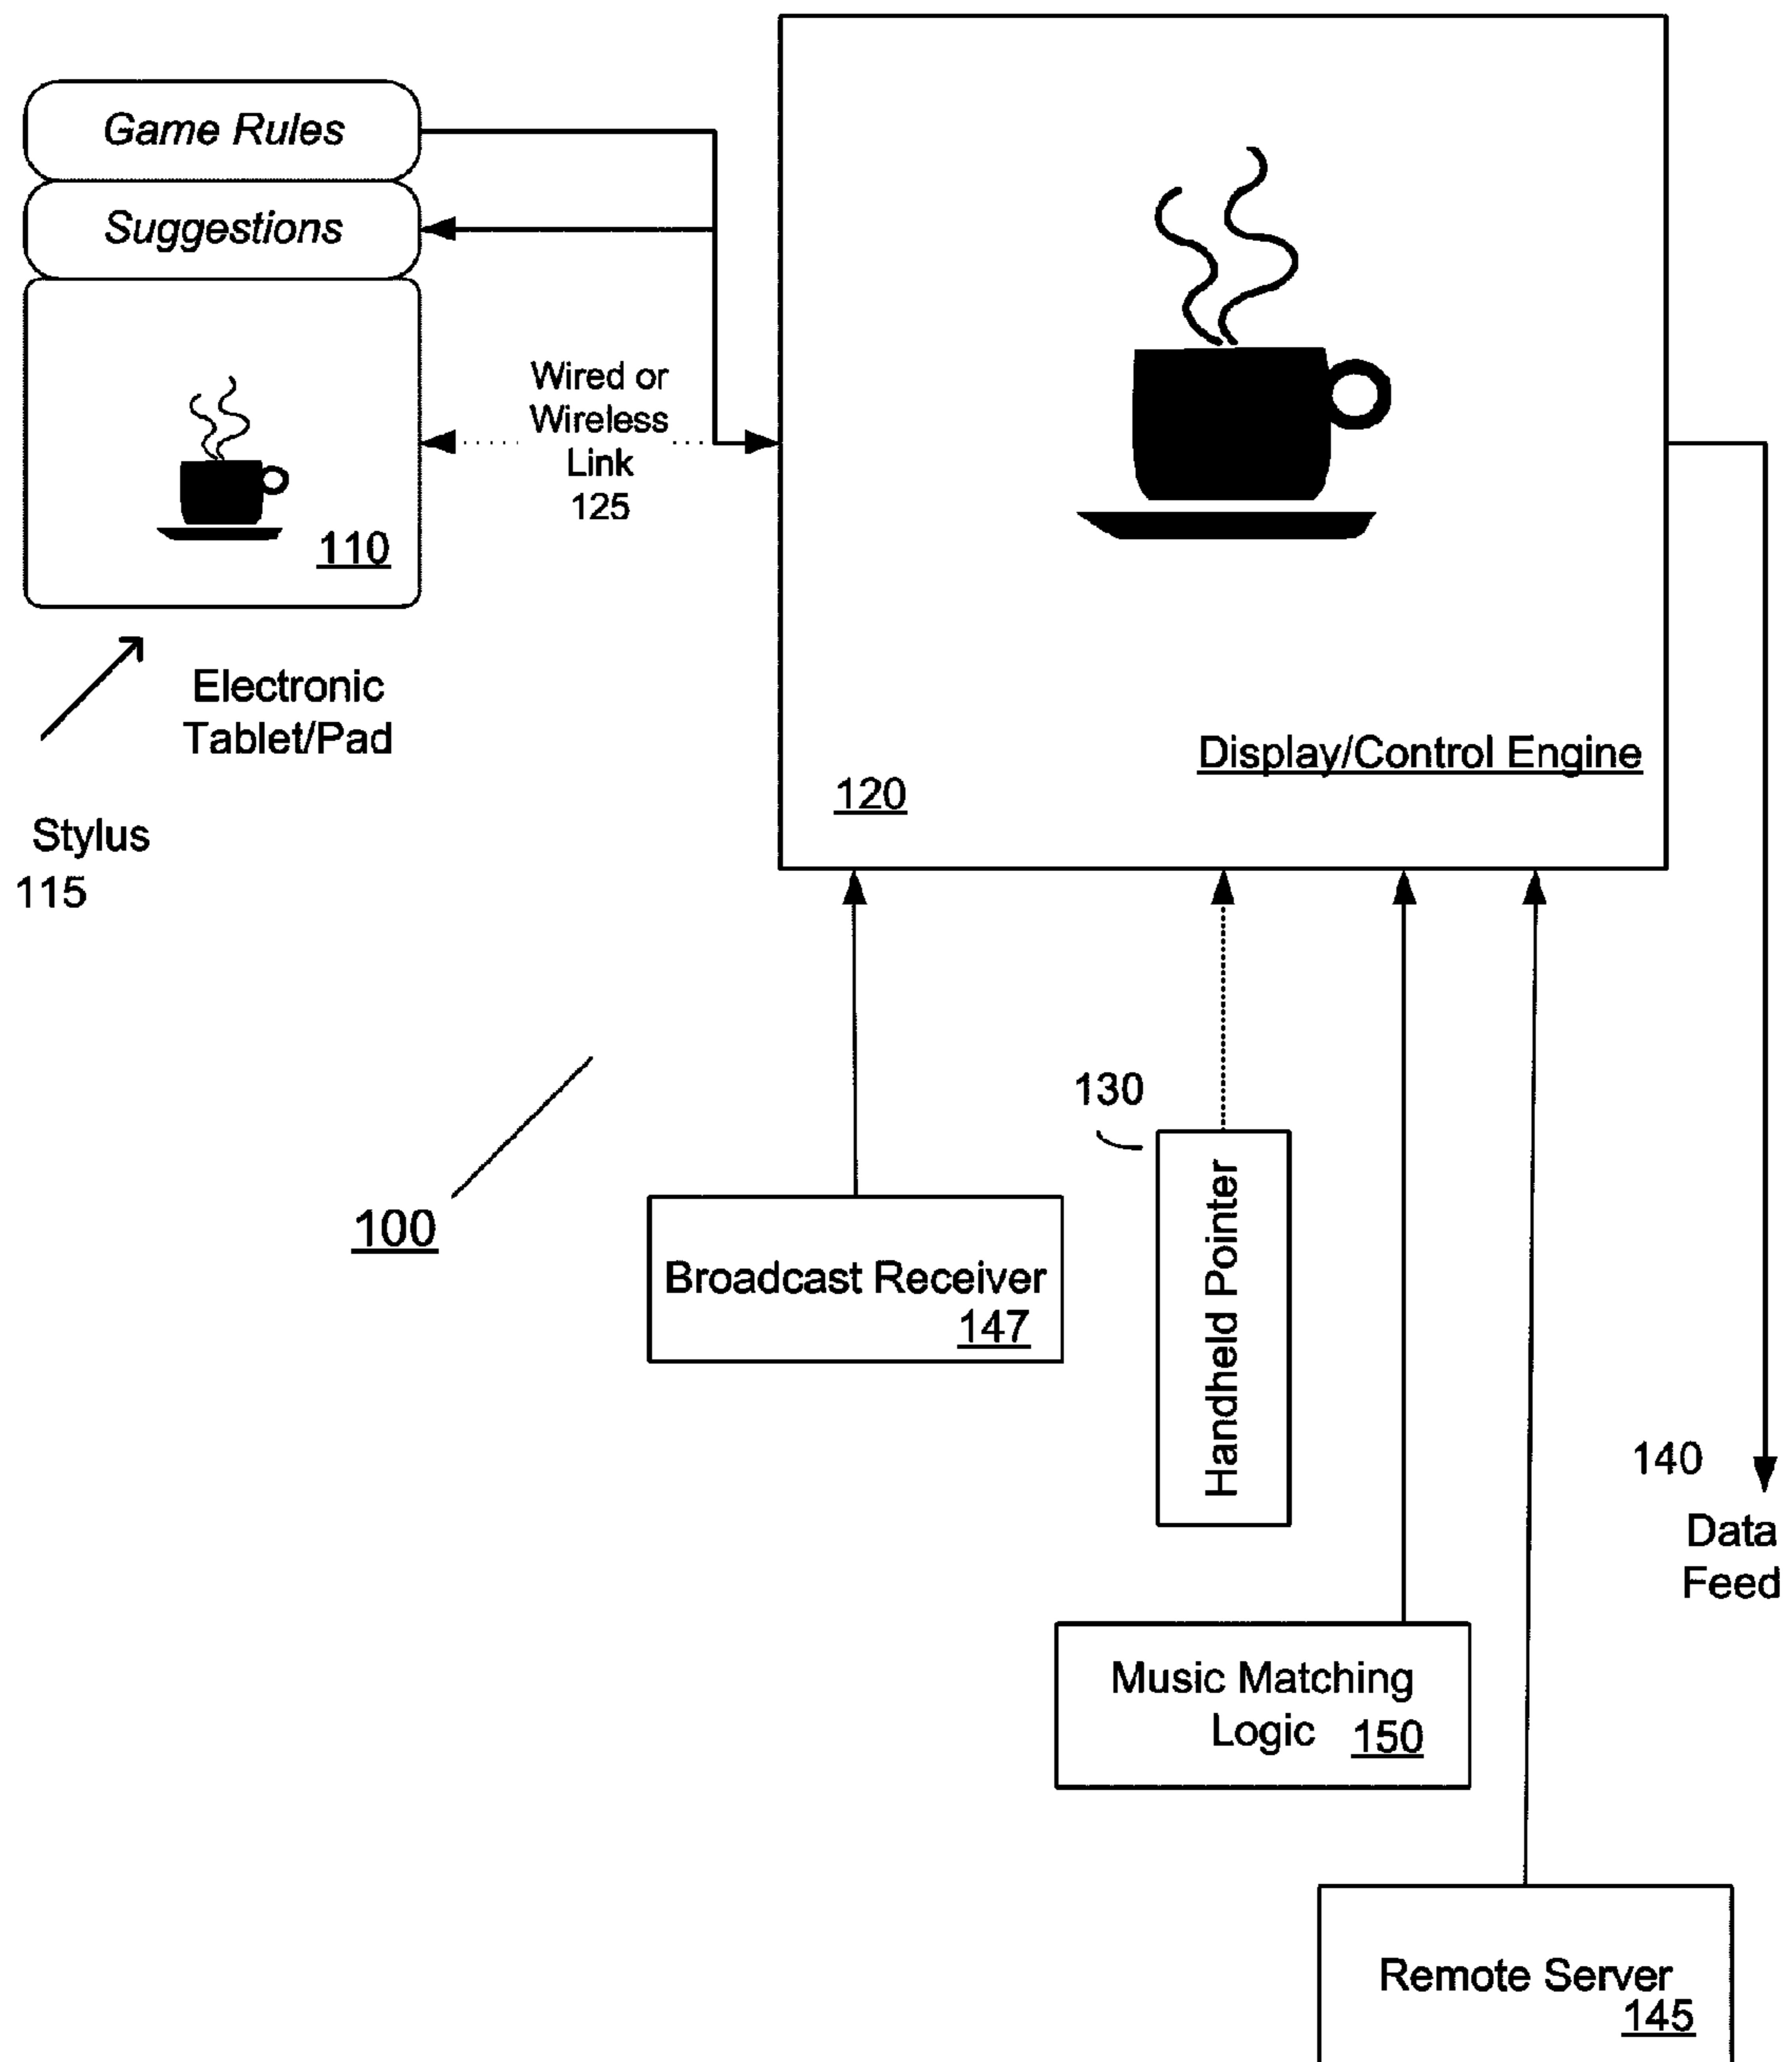 Game Rules
Suggestions
110
Electronic
Tablet/Pad
Stylus
115
Wired or
Wireless
Link
125
Display/Control Engine
120
100
Broadcast Receiver
147
130
Handheld Pointer
140
Data
Feed
Music Matching
Logic 150
Remote Server
145